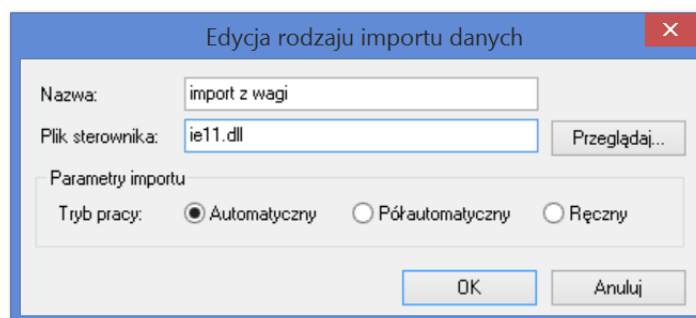 Edycja rodzaju importu danych
Nazwa: import z wagi
Plik sterownika: ie11.dll Przeglądaj...
Parametry importu
Tryb pracy: Automatyczny Półautomatyczny Ręczny
OK Anuluj